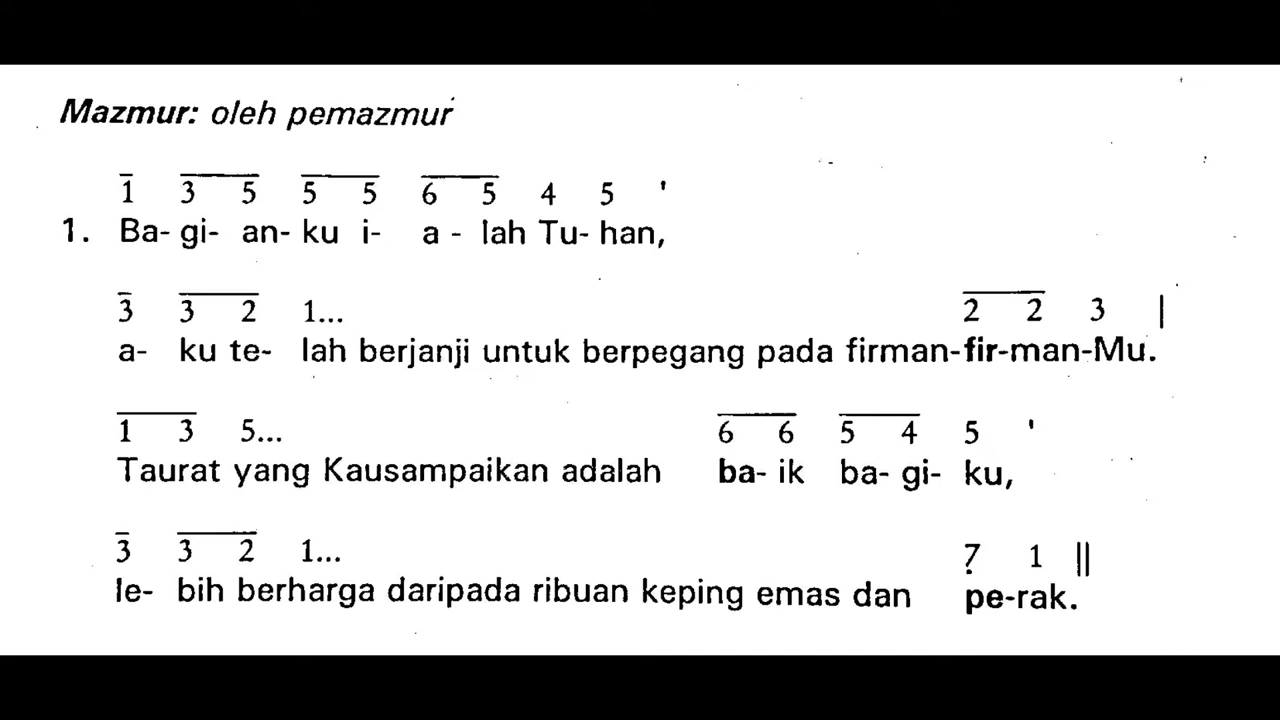 Mazmur: oleh pemazmur
1 3 5 5 5 6 5 4 5 '
1. Ba- gi- an- ku i- a - lah Tu- han,
3 3 2 1... 2 2 3 |
a- ku te- lah berjanji untuk berpegang pada firman-fir-man-Mu.
1 3 5... 6 6 5 4 5 '
Taurat yang Kausampaikan adalah ba- ik ba- gi- ku,
3 3 2 1... 7̣ 1 ||
le- bih berharga daripada ribuan keping emas dan pe-rak.